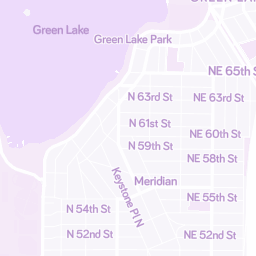 Green Lake
Green Lake Park
NE 65th St
N 63rd St
NE 63rd St
N 61st St
NE 60th St
N 59th St
NE 58th St
Keystone Pl N
Meridian
NE 55th St
N 54th St
N 52nd St
NE 52nd St